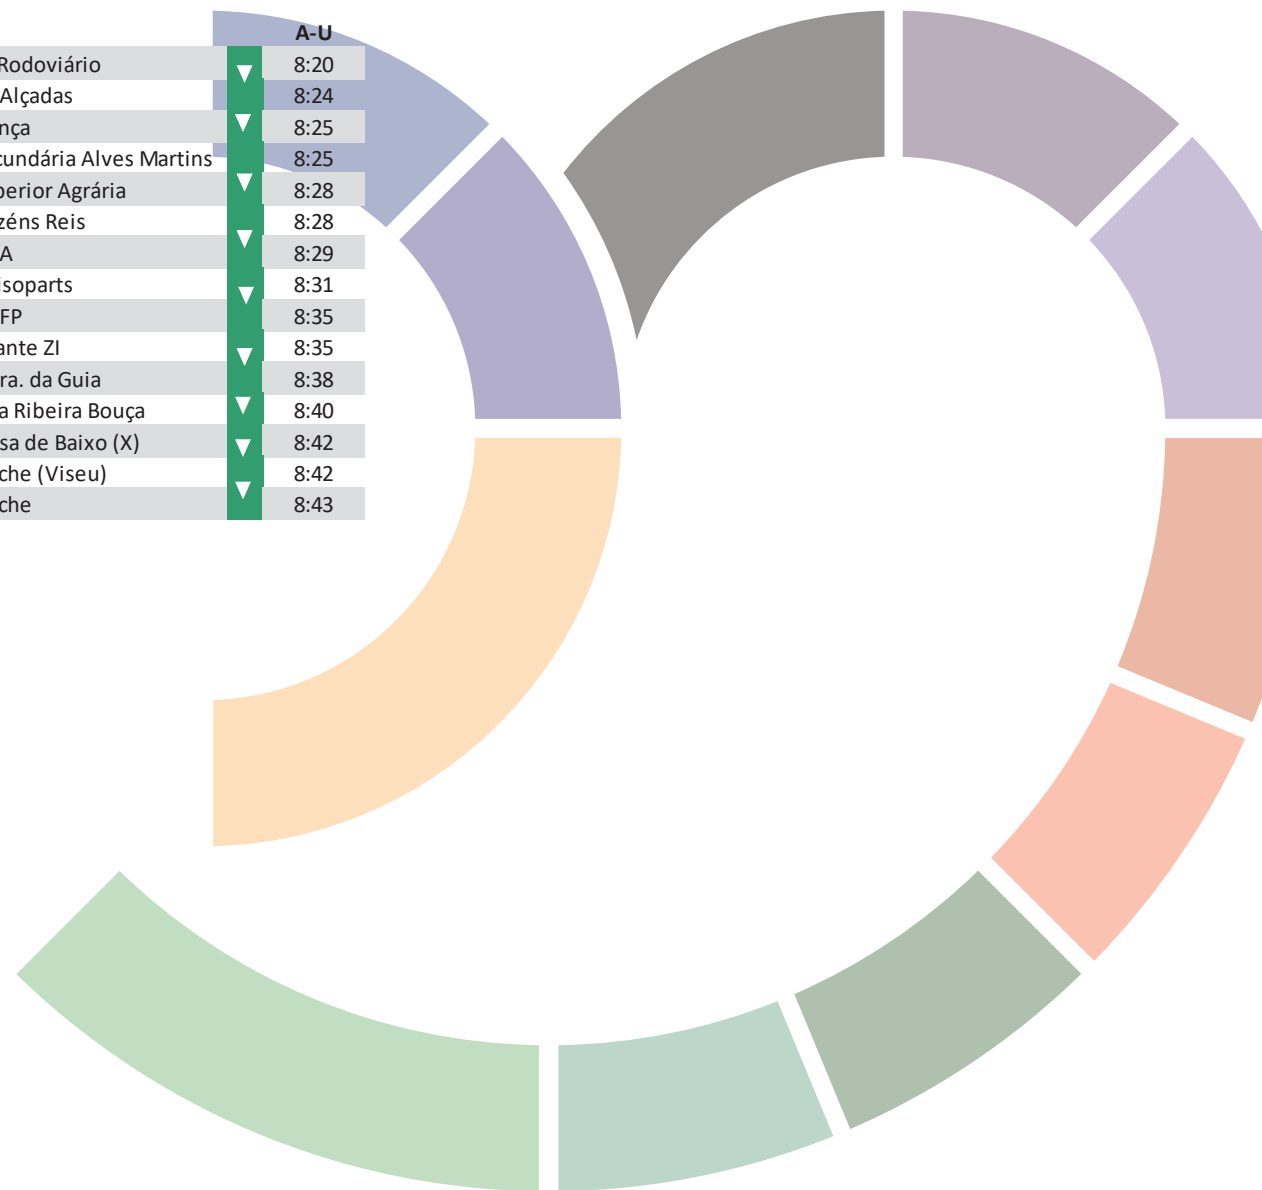 A-U
Rodoviário 8:20
Alçadas 8:24
nça 8:25
cundária Alves Martins 8:25
perior Agrária 8:28
zéns Reis 8:28
A 8:29
isoparts 8:31
FP 8:35
ante ZI 8:35
ra. da Guia 8:38
a Ribeira Bouça 8:40
sa de Baixo (X) 8:42
che (Viseu) 8:42
che 8:43